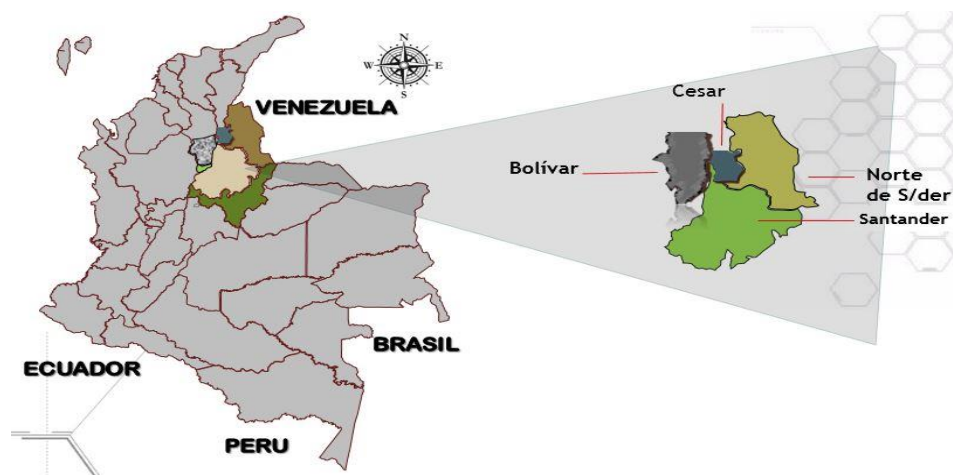 N
W E
S
VENEZUELA
Cesar
Bolívar
Norte
de S/der
Santander
BRASIL
ECUADOR
PERU